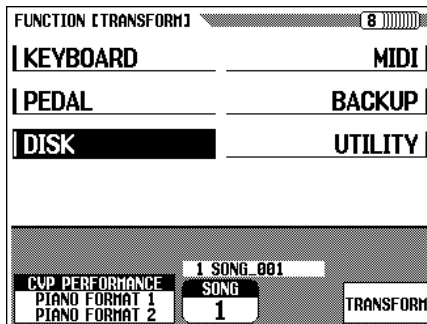 FUNCTION [TRANSFORM] 8
KEYBOARD MIDI
PEDAL BACKUP
DISK UTILITY
1 SONG_001
CVP PERFORMANCE
PIANO FORMAT 1
PIANO FORMAT 2
SONG
1
TRANSFORM